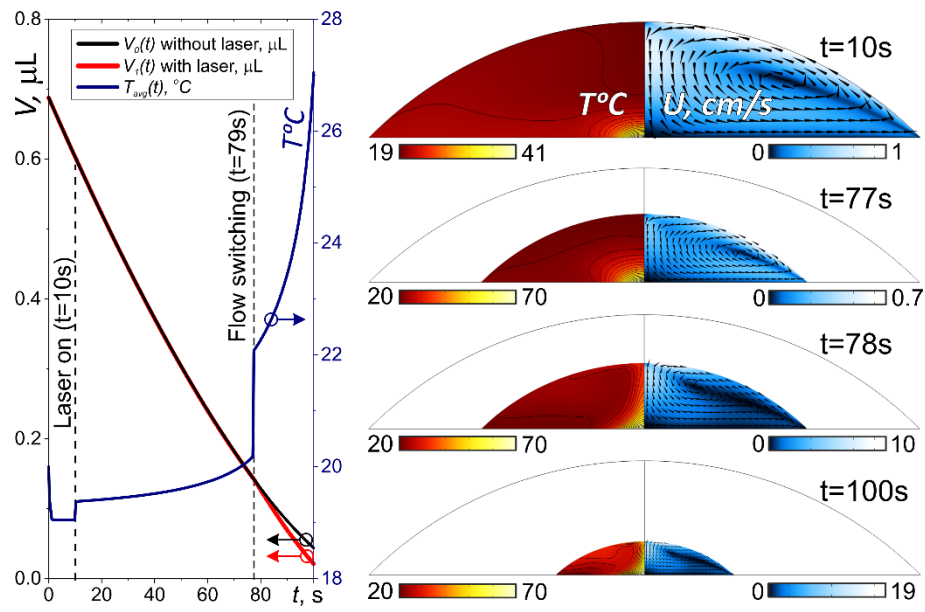 V₀(t) without laser, μL
V₁(t) with laser, μL
T_avg(t), °C
V, μL
0.8
0.6
0.4
0.2
0.0
0 20 40 60 80 100
t, s
28
26
24
22
20
18
T°C
Laser on (t=10s)
Flow switching (t=79s)
t=10s
T°C U, cm/s
19 41 0 1
t=77s
20 70 0 0.7
t=78s
20 70 0 10
t=100s
20 70 0 19